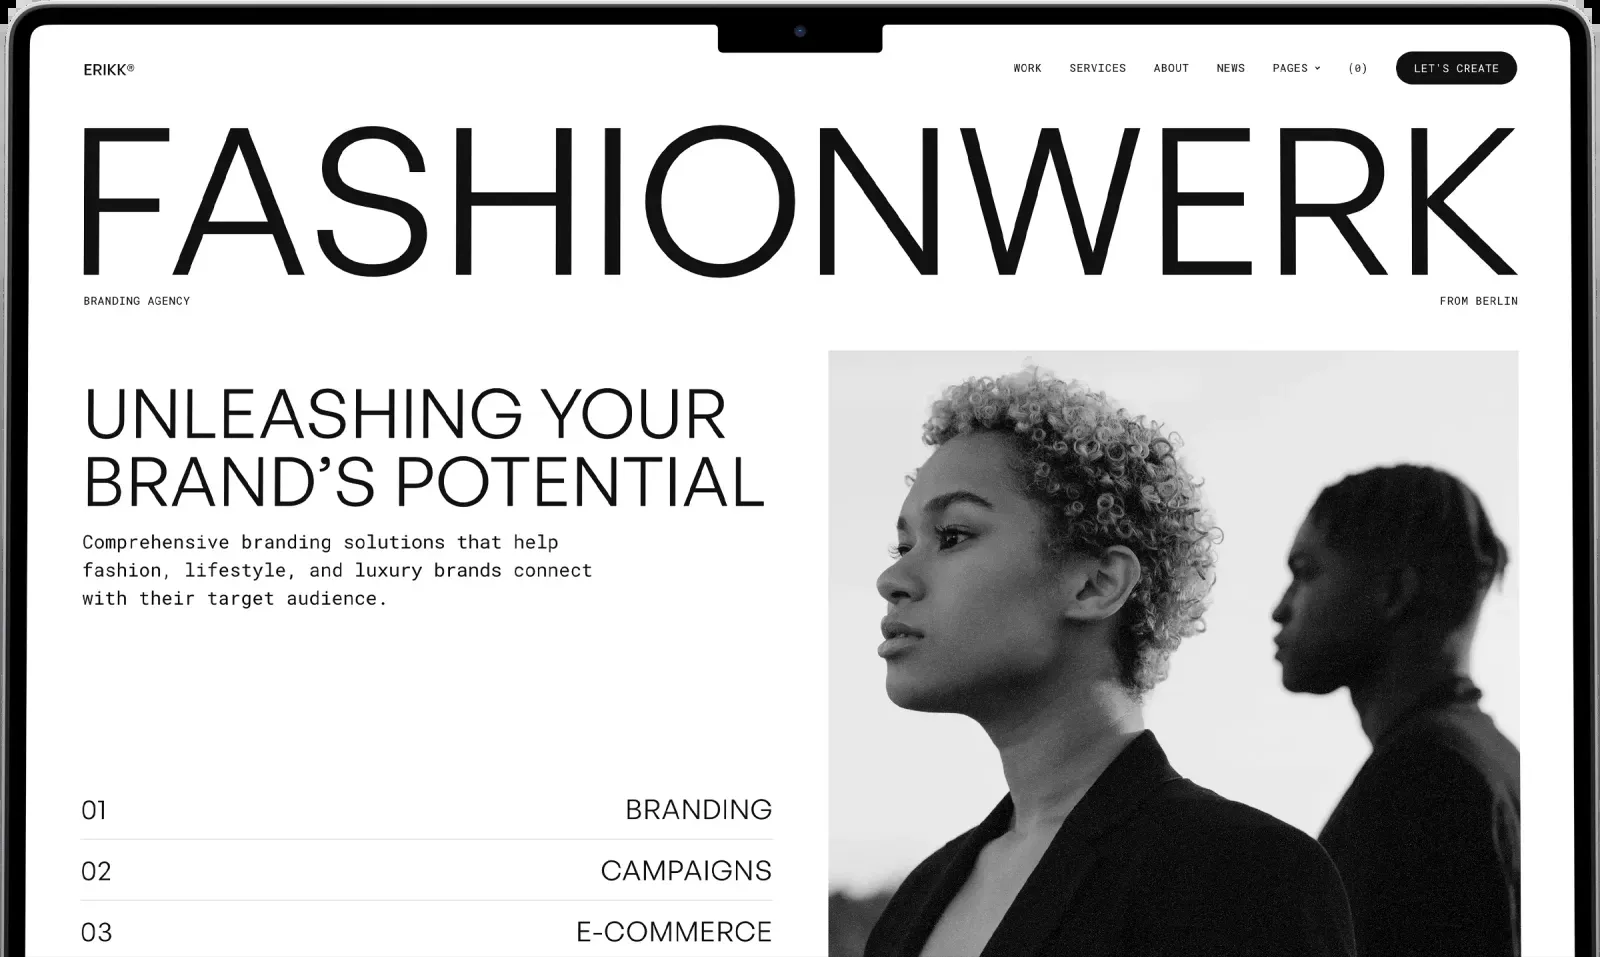 ERIKK®
WORK SERVICES ABOUT NEWS PAGES (0) LET'S CREATE
FASHIONWERK
BRANDING AGENCY
FROM BERLIN
UNLEASHING YOUR
BRAND’S POTENTIAL
Comprehensive branding solutions that help
fashion, lifestyle, and luxury brands connect
with their target audience.
01 BRANDING
02 CAMPAIGNS
03 E-COMMERCE